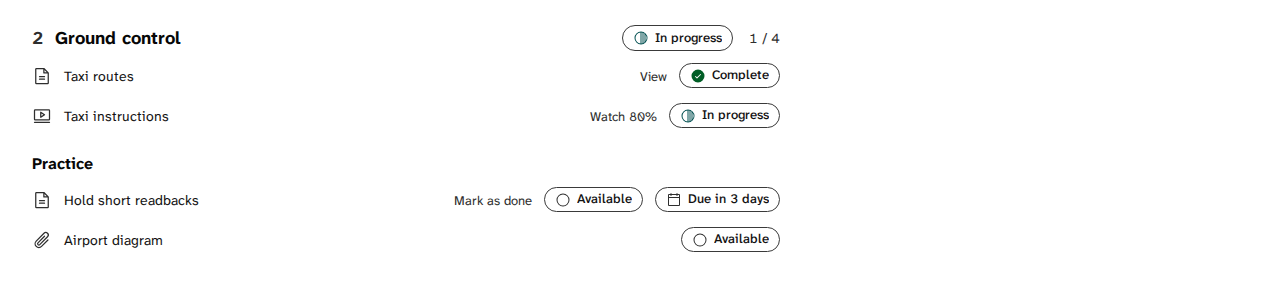 2 Ground control In progress 1 / 4
Taxi routes View Complete
Taxi instructions Watch 80% In progress
Practice
Hold short readbacks Mark as done Available Due in 3 days
Airport diagram Available